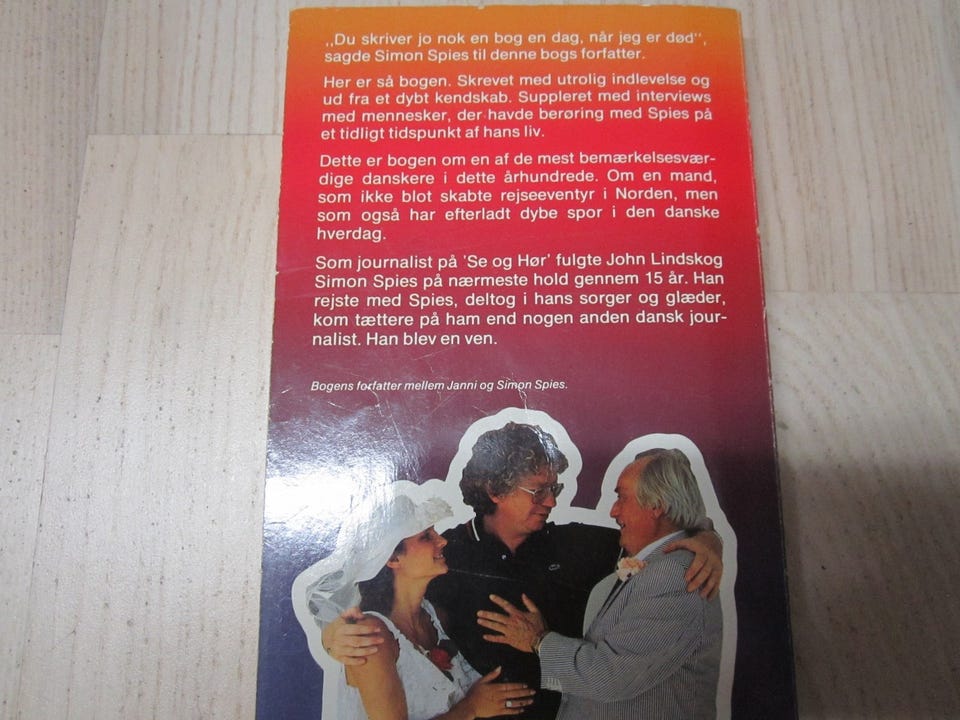 „Du skriver jo nok en bog en dag, når jeg er død",
sagde Simon Spies til denne bogs forfatter.
Her er så bogen. Skrevet med utrolig indlevelse og
ud fra et dybt kendskab. Suppleret med interviews
med mennesker, der havde berøring med Spies på
et tidligt tidspunkt af hans liv.
Dette er bogen om en af de mest bemærkelsesvær-
dige danskere i dette århundrede. Om en mand,
som ikke blot skabte rejseeventyr i Norden, men
som også har efterladt dybe spor i den danske
hverdag.
Som journalist på 'Se og Hør' fulgte John Lindskog
Simon Spies på nærmeste hold gennem 15 år. Han
rejste med Spies, deltog i hans sorger og glæder,
kom tættere på ham end nogen anden dansk jour-
nalist. Han blev en ven.
Bogens forfatter mellem Janni og Simon Spies.